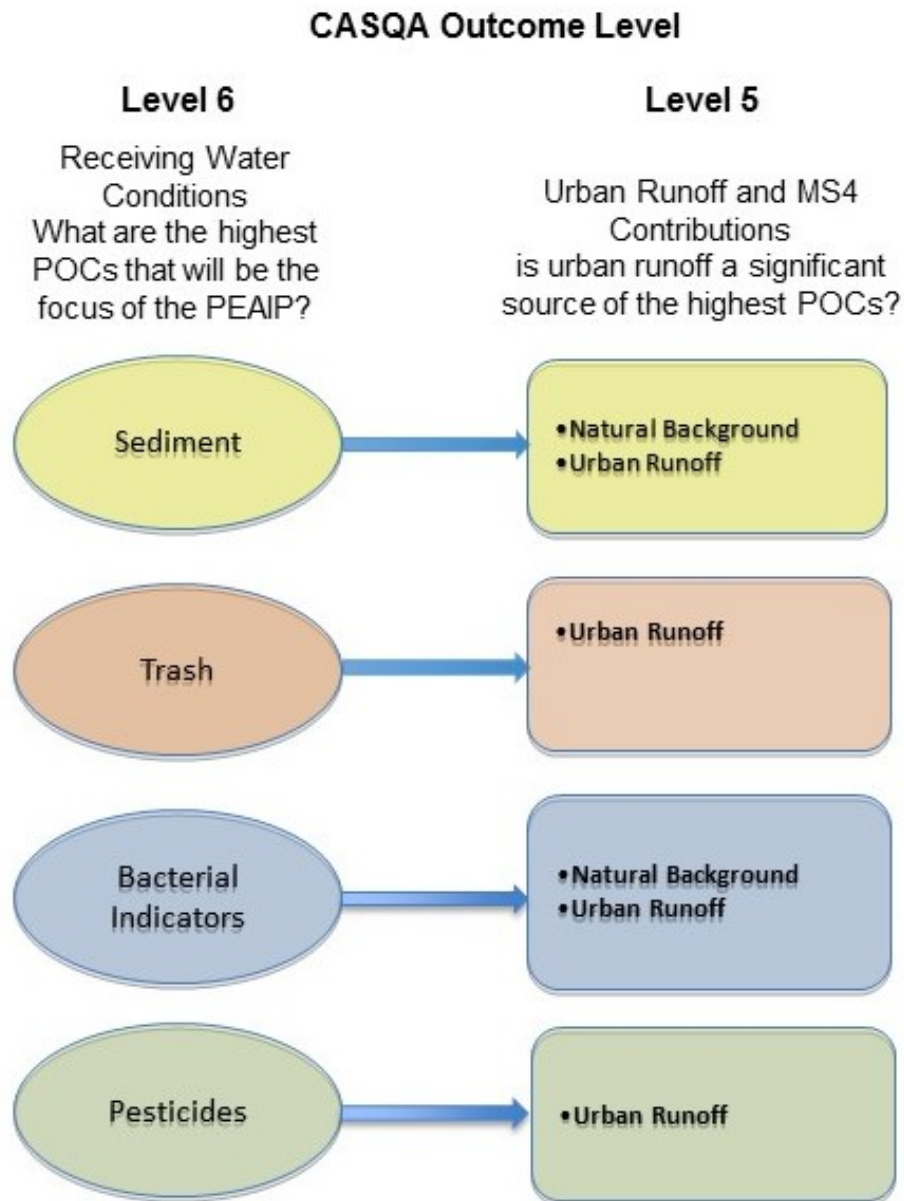 CASQA Outcome Level
Level 6
Receiving Water
Conditions
What are the highest
POCs that will be the
focus of the PEAIP?
Level 5
Urban Runoff and MS4
Contributions
is urban runoff a significant
source of the highest POCs?
Sediment
•Natural Background
•Urban Runoff
Trash
•Urban Runoff
Bacterial
Indicators
•Natural Background
•Urban Runoff
Pesticides
•Urban Runoff